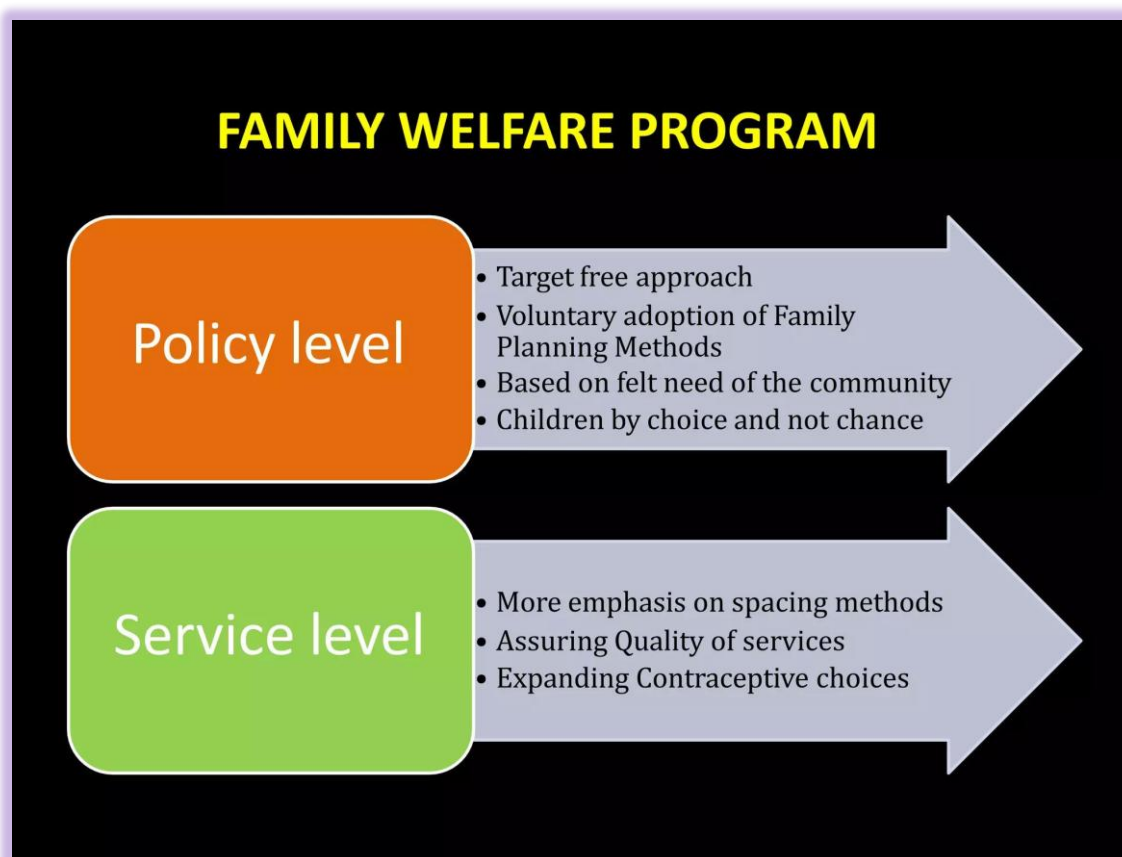 FAMILY WELFARE PROGRAM
Policy level
• Target free approach
• Voluntary adoption of Family
Planning Methods
• Based on felt need of the community
• Children by choice and not chance
Service level
• More emphasis on spacing methods
• Assuring Quality of services
• Expanding Contraceptive choices